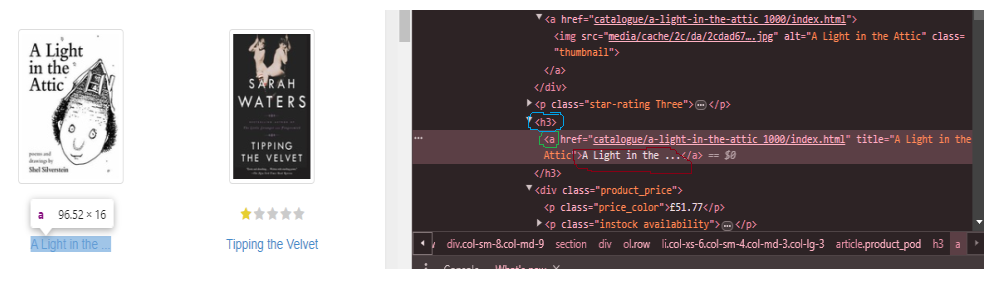 A Light
in the
Attic
poems and
drawings by
Shel Silverstein
SARAH
WATERS
TIPPING
THE VELVET
a 96.52 × 16
A Light in the ...
Tipping the Velvet
▼<a href="catalogue/a-light-in-the-attic_1000/index.html">
<img src="media/cache/2c/da/2cdad67….jpg" alt="A Light in the Attic" class=
"thumbnail">
</a>
</div>
▶<p class="star-rating Three">⋯</p>
▼<h3>
⋯ <a href="catalogue/a-light-in-the-attic_1000/index.html" title="A Light in the
Attic">A Light in the ...</a> == $0
</h3>
▼<div class="product_price">
<p class="price_color">£51.77</p>
▶<p class="instock availability">⋯</p>
div.col-sm-8.col-md-9 section div ol.row li.col-xs-6.col-sm-4.col-md-3.col-lg-3 article.product_pod h3 a
Console What's new ×